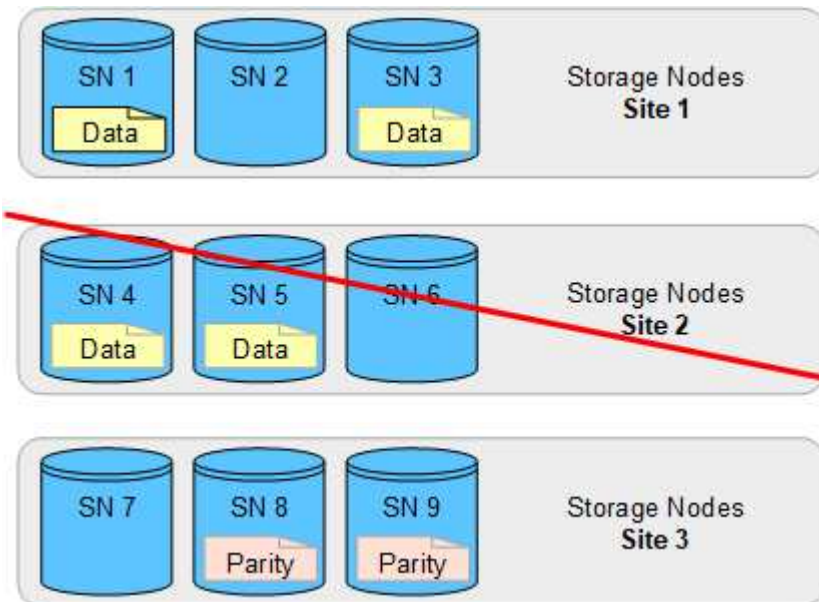 SN 1 SN 2 SN 3 Storage Nodes
Site 1
Data Data
SN 4 SN 5 SN 6 Storage Nodes
Site 2
Data Data
SN 7 SN 8 SN 9 Storage Nodes
Site 3
Parity Parity